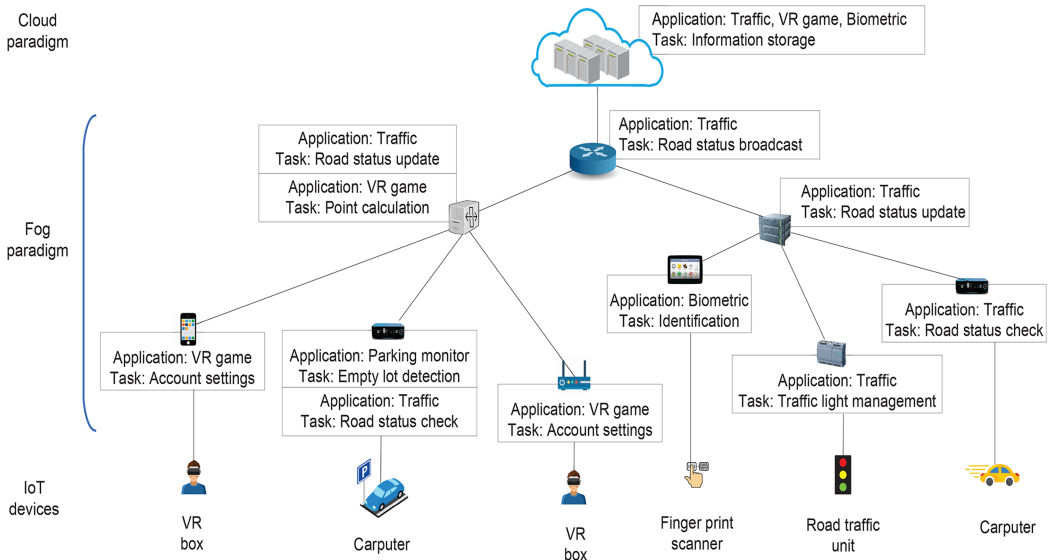 Cloud
paradigm
Application: Traffic, VR game, Biometric
Task: Information storage
Application: Traffic
Task: Road status broadcast
Application: Traffic
Task: Road status update
Application: VR game
Task: Point calculation
Application: Traffic
Task: Road status update
Fog
paradigm
Application: Biometric
Task: Identification
Application: Traffic
Task: Road status check
Application: VR game
Task: Account settings
Application: Parking monitor
Task: Empty lot detection
Application: Traffic
Task: Road status check
Application: VR game
Task: Account settings
Application: Traffic
Task: Traffic light management
IoT
devices
P
VR
box
Carputer
VR
box
Finger print
scanner
Road traffic
unit
Carputer